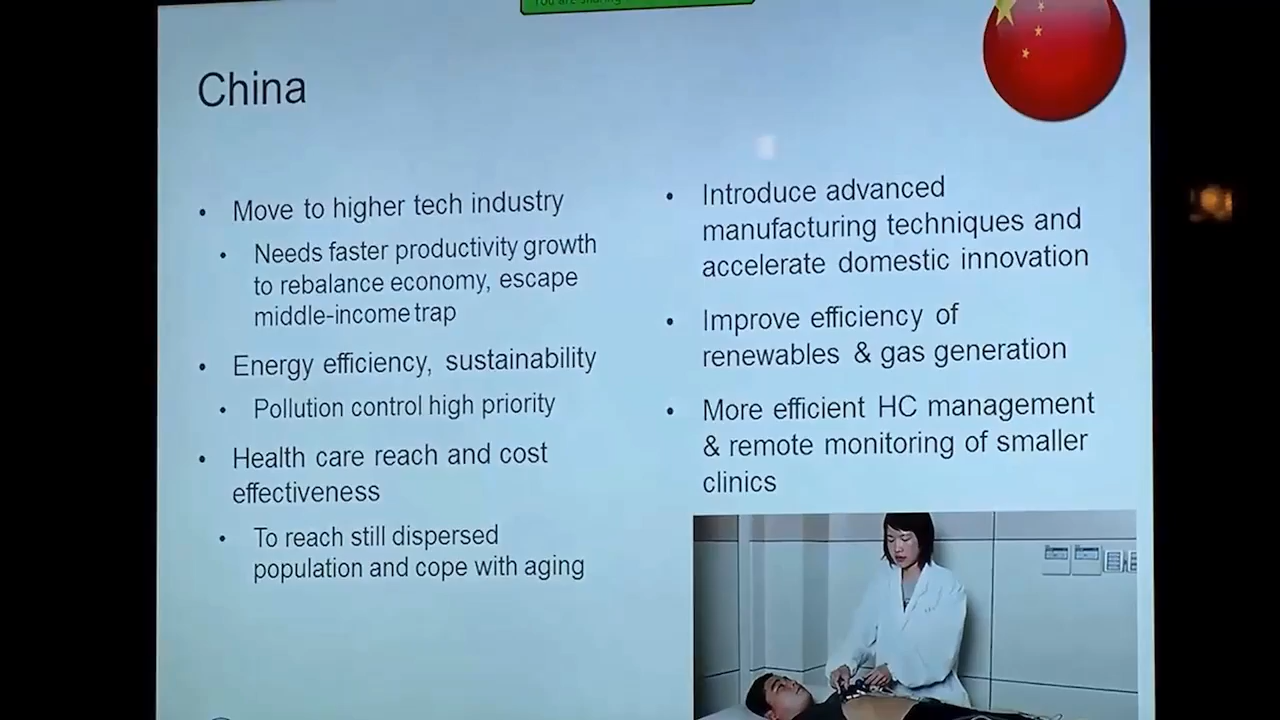 You are sharing
China
• Move to higher tech industry
• Needs faster productivity growth
to rebalance economy, escape
middle-income trap
• Energy efficiency, sustainability
• Pollution control high priority
• Health care reach and cost
effectiveness
• To reach still dispersed
population and cope with aging
• Introduce advanced
manufacturing techniques and
accelerate domestic innovation
• Improve efficiency of
renewables & gas generation
• More efficient HC management
& remote monitoring of smaller
clinics